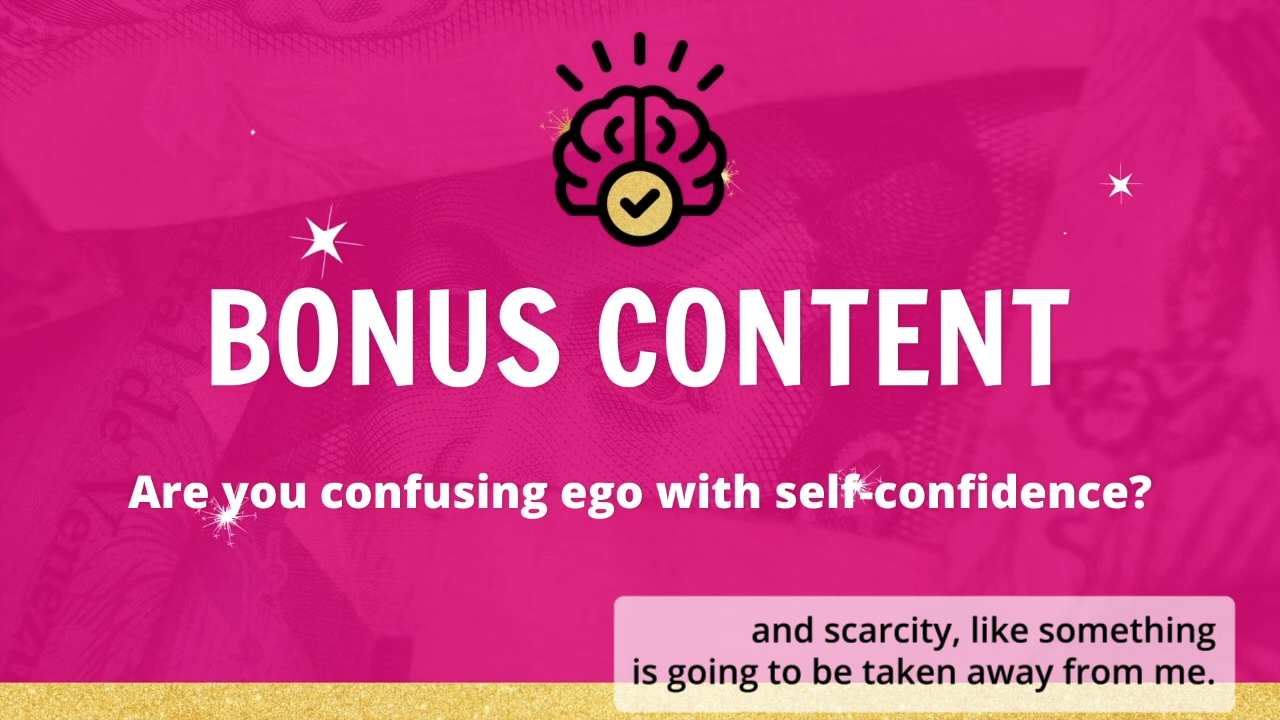 BONUS CONTENT
Are you confusing ego with self-confidence?
and scarcity, like something
is going to be taken away from me.